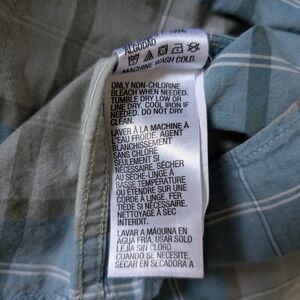 ALGODÃO 100%
MACHINE WASH COLD.
ONLY NON-CHLORINE
BLEACH WHEN NEEDED.
TUMBLE DRY LOW OR
LINE DRY. COOL IRON IF
NEEDED. DO NOT DRY
CLEAN.
LAVER À LA MACHINE À
L'EAU FROIDE. AGENT
BLANCHISSEMENT
SANS CHLORE
SEULEMENT SI
NÉCESSAIRE. SÉCHER
AU SÈCHE-LINGE À
BASSE TEMPÉRATURE
OU ÉTENDRE SUR UNE
CORDE À LINGE. FER
TIÈDE SI NÉCESSAIRE.
NETTOYAGE À SEC
INTERDIT.
LAVAR A MÁQUINA EN
AGUA FRÍA. USAR SOLO
LEJÍA SIN CLORO
CUANDO SE NECESITE.
SECAR EN SECADORA A